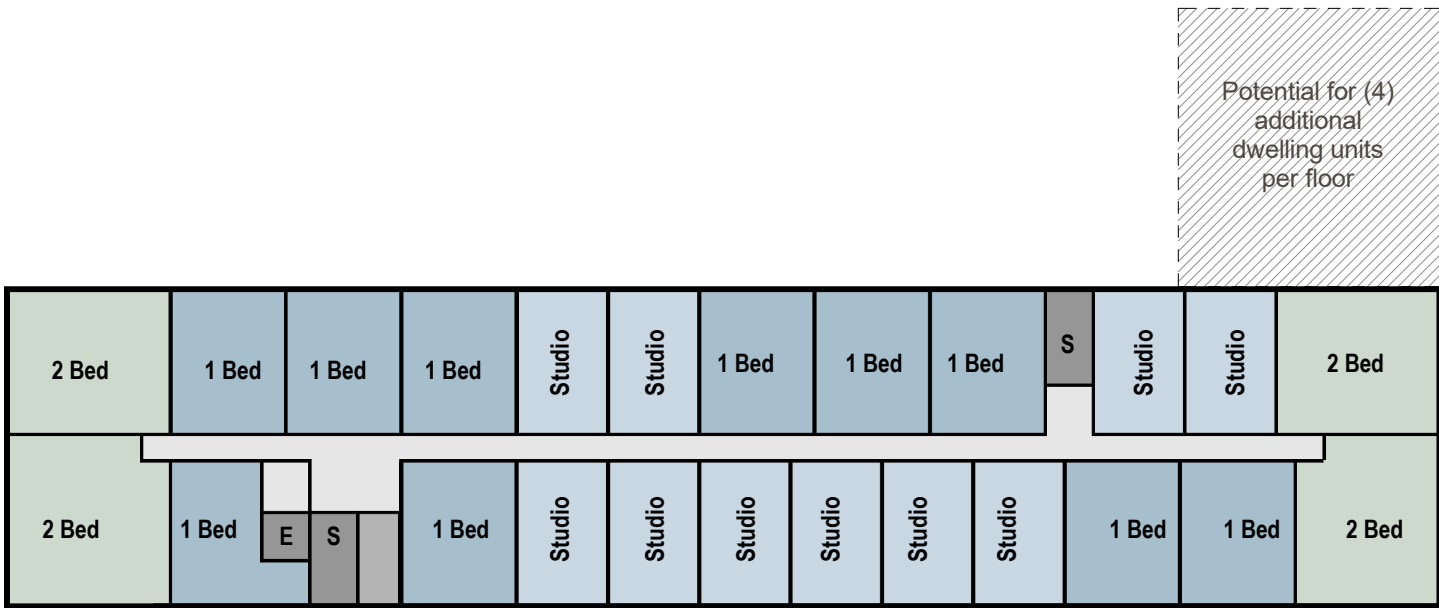 Potential for (4)
additional
dwelling units
per floor
2 Bed
1 Bed
1 Bed
1 Bed
Studio
Studio
1 Bed
1 Bed
1 Bed
S
Studio
Studio
2 Bed
2 Bed
1 Bed
E
S
1 Bed
Studio
Studio
Studio
Studio
Studio
Studio
1 Bed
1 Bed
2 Bed